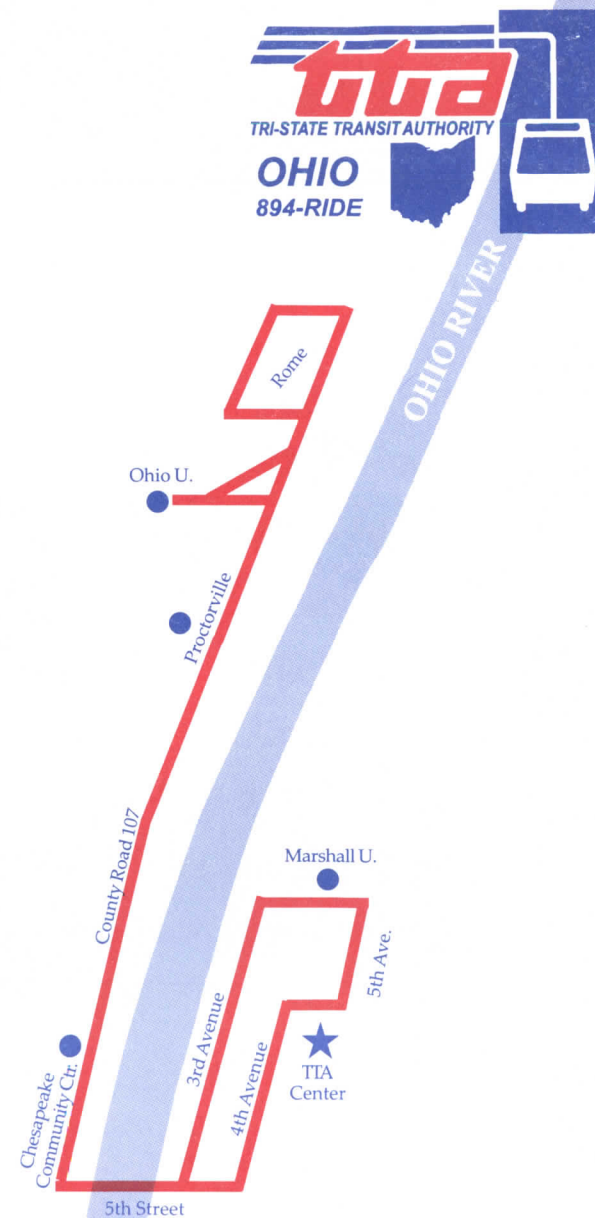 tta
TRI-STATE TRANSIT AUTHORITY
OHIO
894-RIDE
OHIO RIVER
Rome
Ohio U.
Proctorville
County Road 107
Marshall U.
5th Ave.
3rd Avenue
4th Avenue
TTA
Center
Chesapeake
Community Ctr.
5th Street